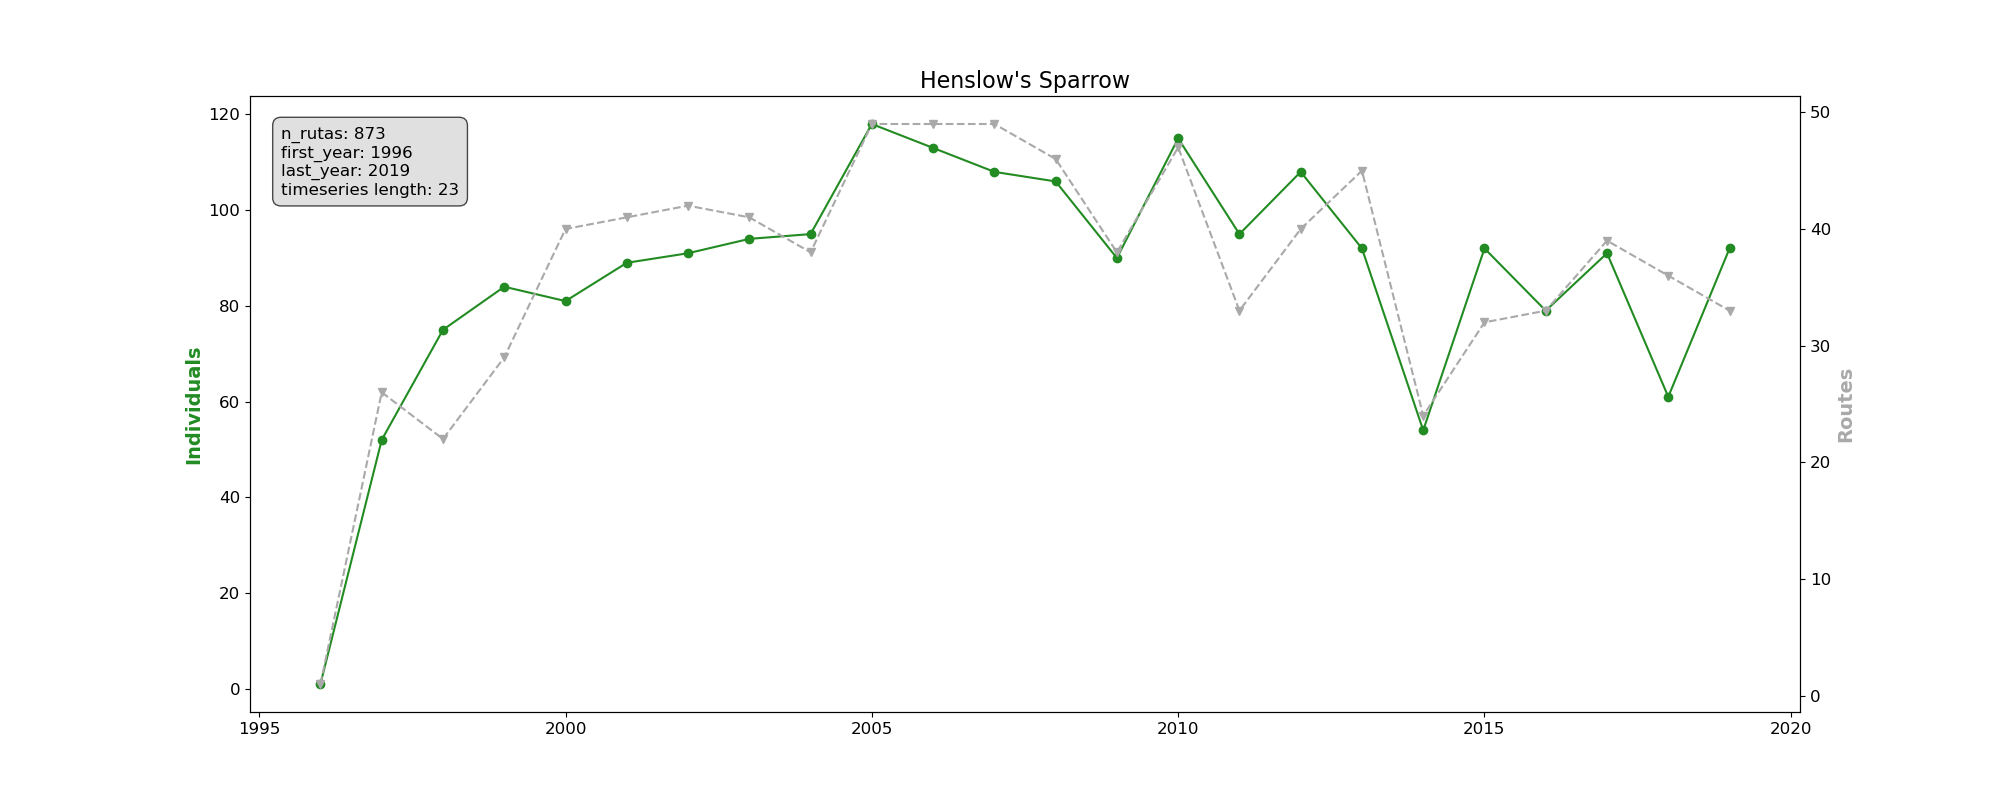 Henslow's Sparrow
n_rutas: 873
first_year: 1996
last_year: 2019
timeseries length: 23
120
100
80
60
40
20
0
Individuals
50
40
30
20
10
0
Routes
1995
2000
2005
2010
2015
2020